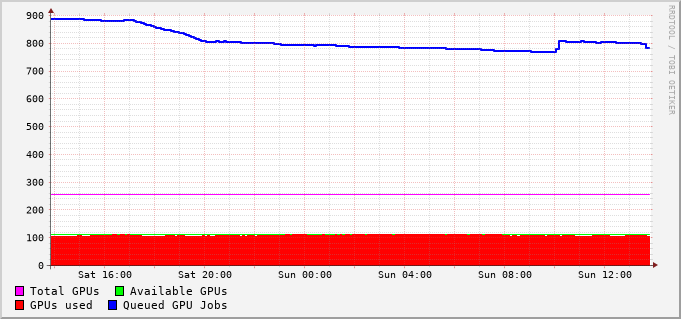 RRDTOOL / TOBI OETIKER
900
800
700
600
500
400
300
200
100
0
Sat 16:00 Sat 20:00 Sun 00:00 Sun 04:00 Sun 08:00 Sun 12:00
Total GPUs Available GPUs
GPUs used Queued GPU Jobs